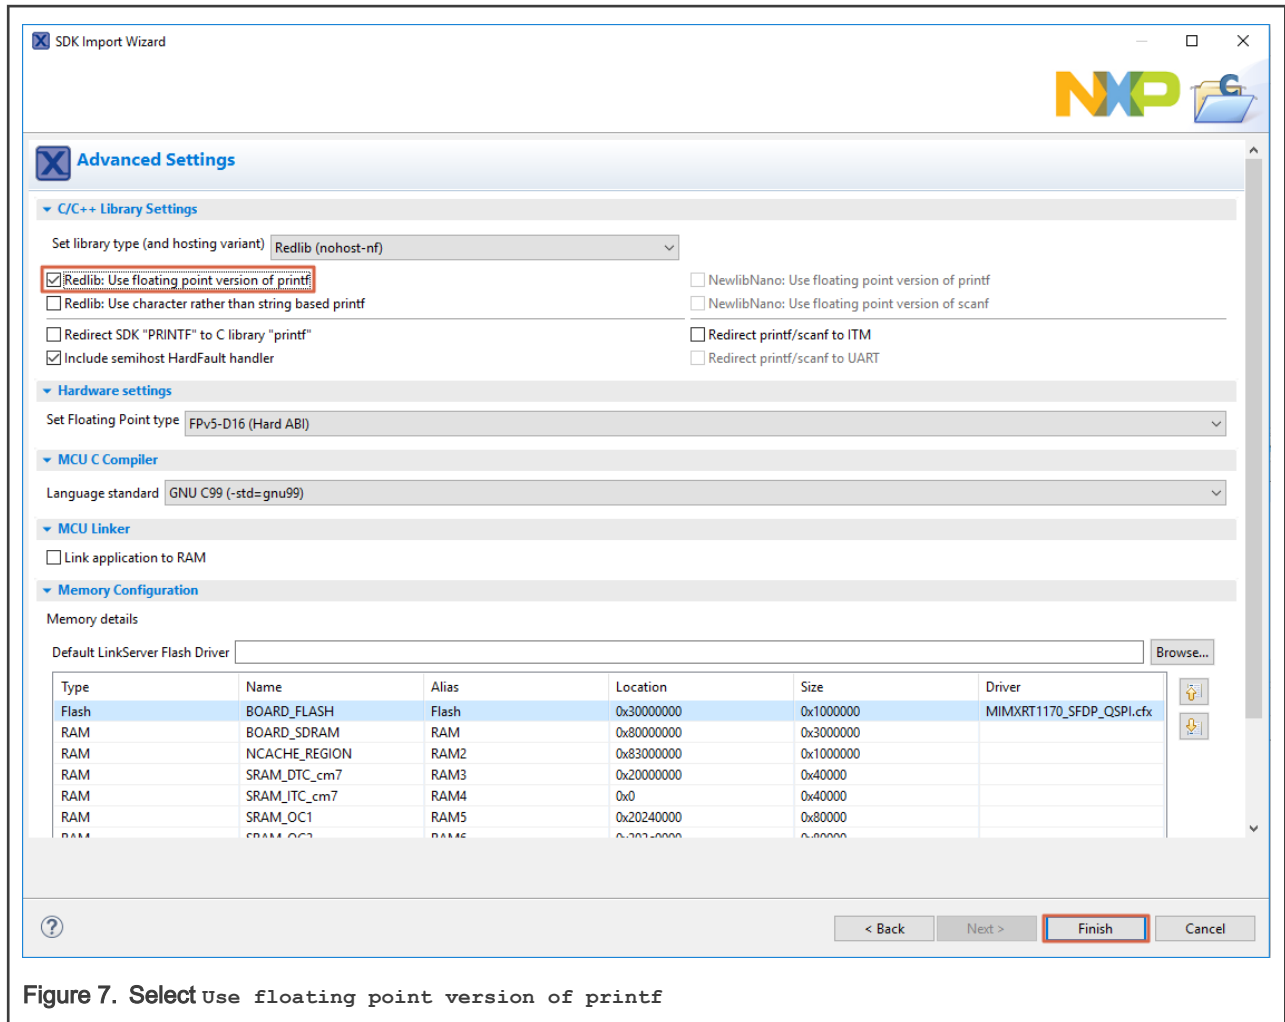 SDK Import Wizard
NXP
C
Advanced Settings
C/C++ Library Settings
Set library type (and hosting variant) Redlib (nohost-nf)
Redlib: Use floating point version of printf NewlibNano: Use floating point version of printf
Redlib: Use character rather than string based printf NewlibNano: Use floating point version of scanf
Redirect SDK "PRINTF" to C library "printf" Redirect printf/scanf to ITM
Include semihost HardFault handler Redirect printf/scanf to UART
Hardware settings
Set Floating Point type FPv5-D16 (Hard ABI)
MCU C Compiler
Language standard GNU C99 (-std=gnu99)
MCU Linker
Link application to RAM
Memory Configuration
Memory details
Default LinkServer Flash Driver Browse...
Type Name Alias Location Size Driver
Flash BOARD_FLASH Flash 0x30000000 0x1000000 MIMXRT1170_SFDP_QSPI.cfx
RAM BOARD_SDRAM RAM 0x80000000 0x3000000
RAM NCACHE_REGION RAM2 0x83000000 0x1000000
RAM SRAM_DTC_cm7 RAM3 0x20000000 0x40000
RAM SRAM_ITC_cm7 RAM4 0x0 0x40000
RAM SRAM_OC1 RAM5 0x20240000 0x80000
? < Back Next > Finish Cancel
Figure 7. Select Use floating point version of printf